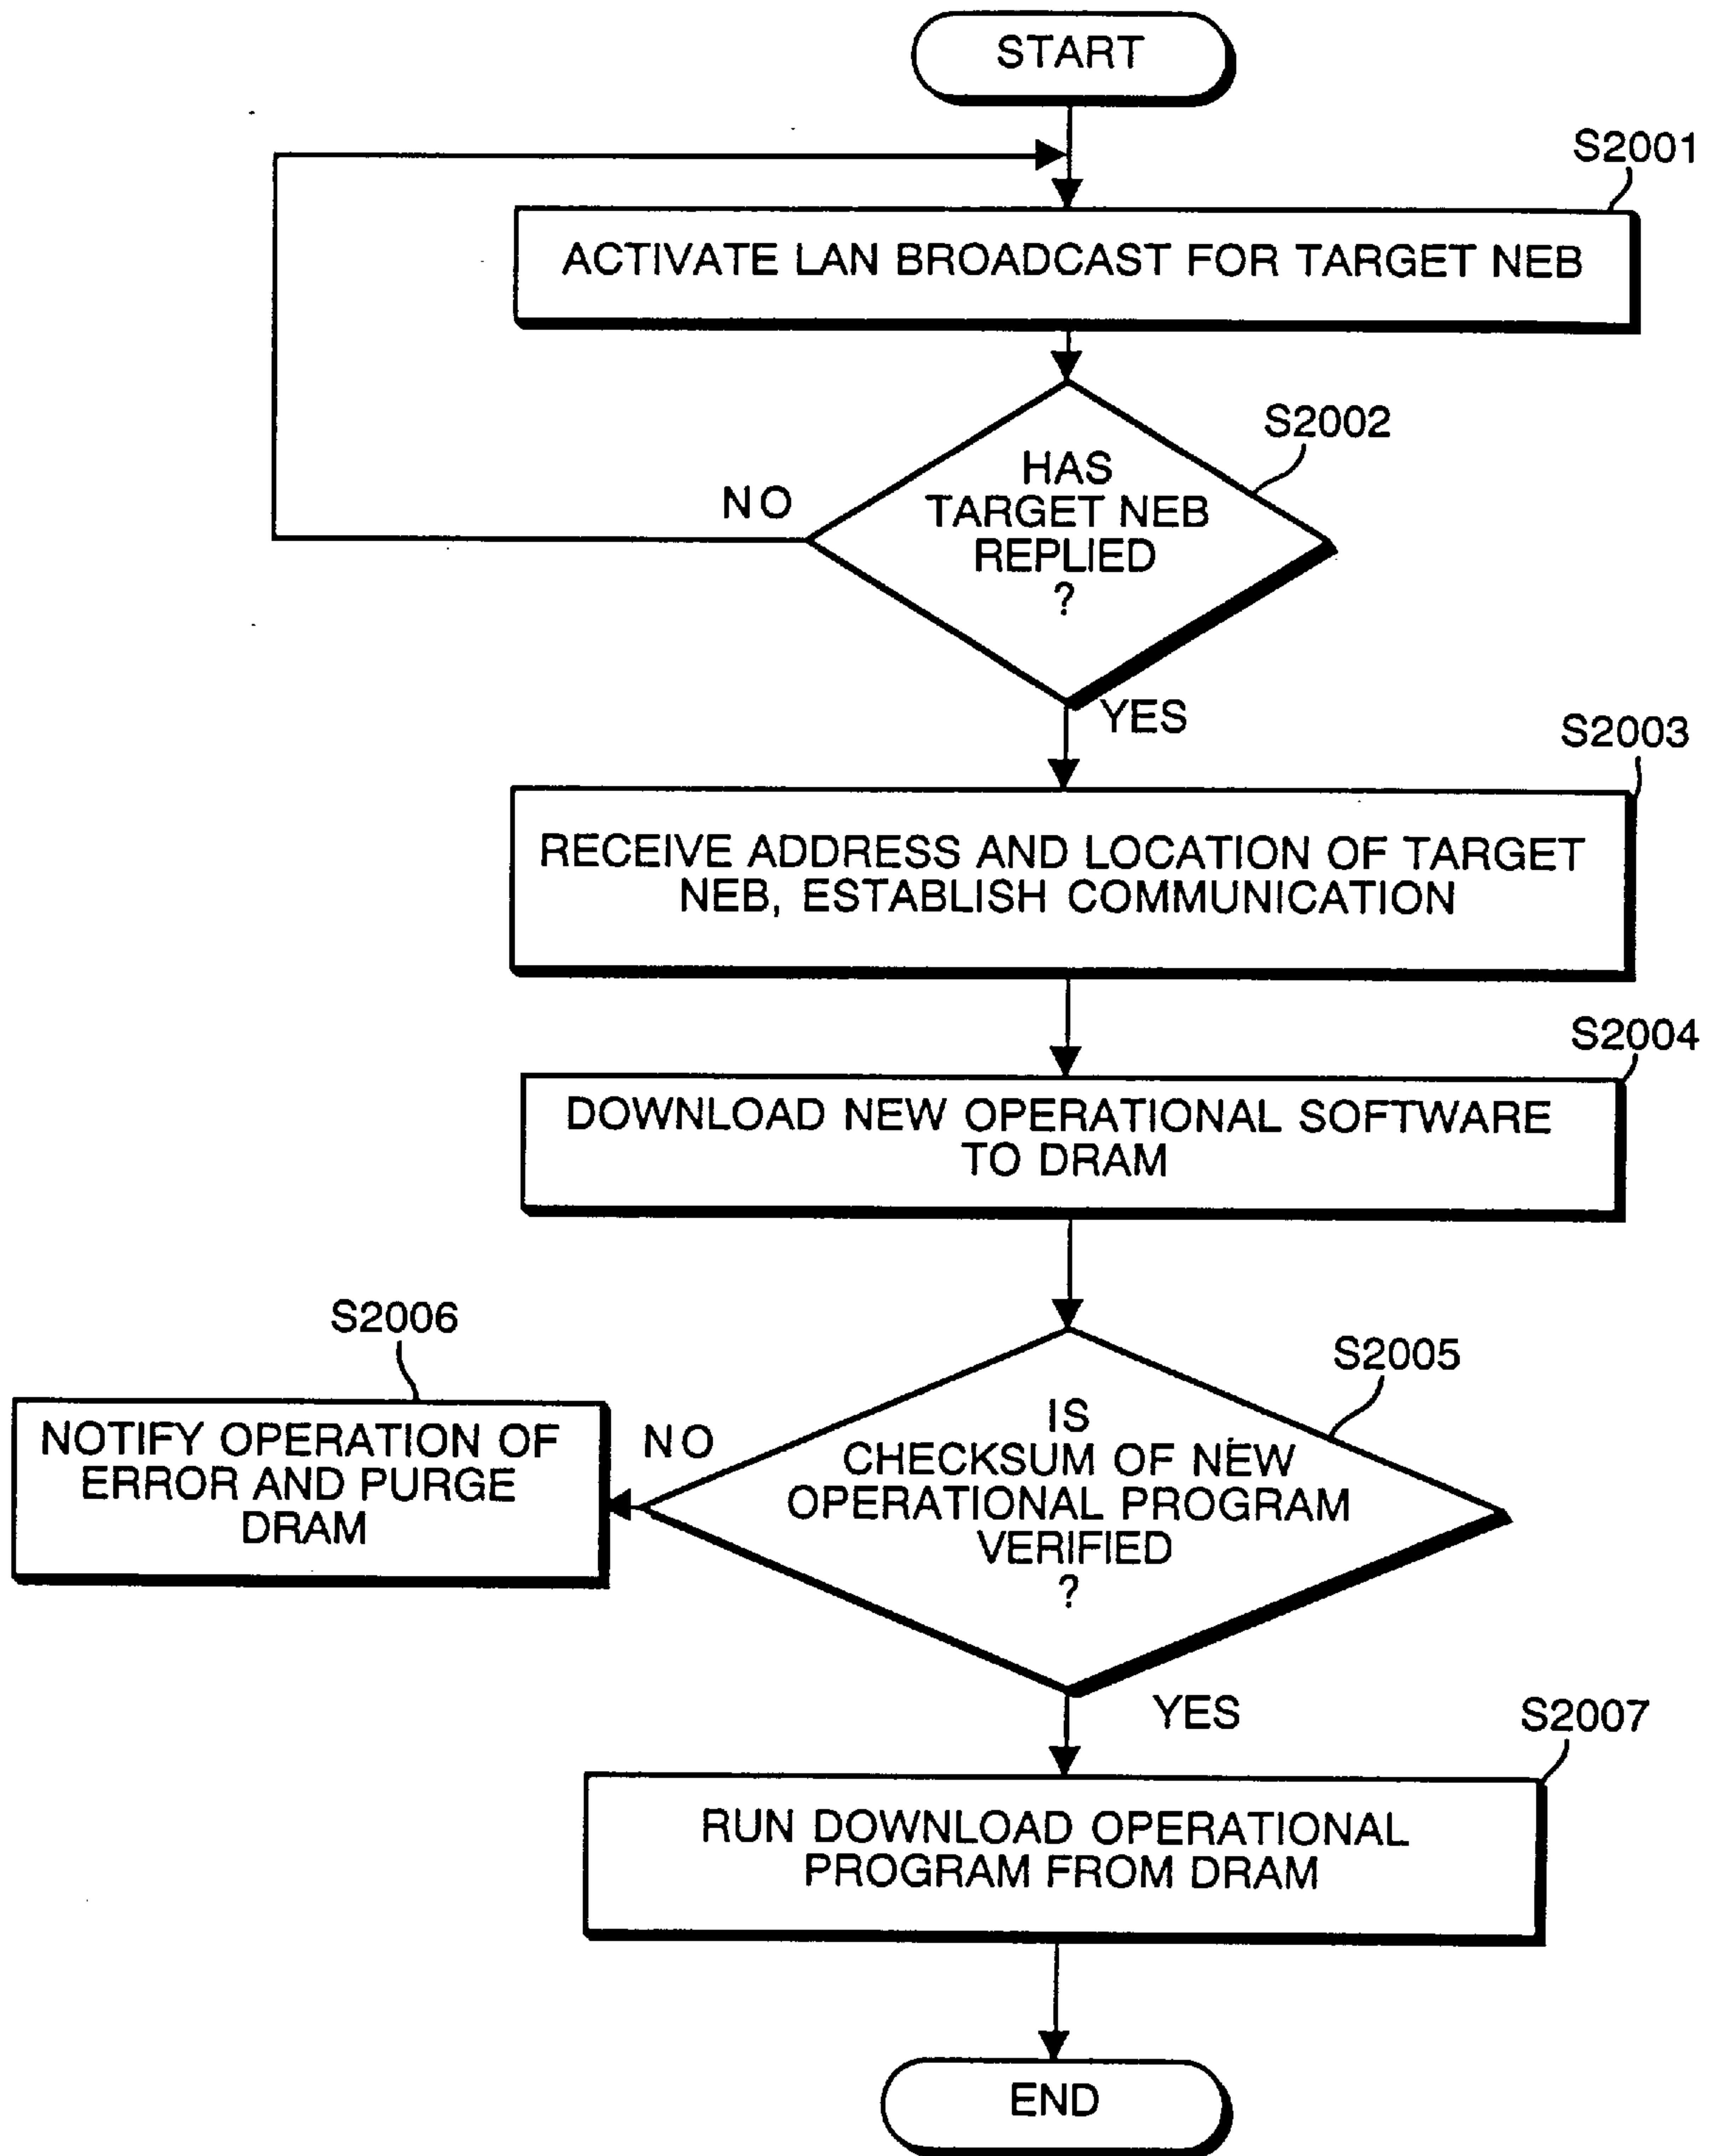 START
S2001
ACTIVATE LAN BROADCAST FOR TARGET NEB
S2002
HAS
TARGET NEB
REPLIED
?
NO
YES
S2003
RECEIVE ADDRESS AND LOCATION OF TARGET
NEB, ESTABLISH COMMUNICATION
S2004
DOWNLOAD NEW OPERATIONAL SOFTWARE
TO DRAM
S2005
IS
CHECKSUM OF NEW
OPERATIONAL PROGRAM
VERIFIED
?
NO
S2006
NOTIFY OPERATION OF
ERROR AND PURGE
DRAM
YES
S2007
RUN DOWNLOAD OPERATIONAL
PROGRAM FROM DRAM
END